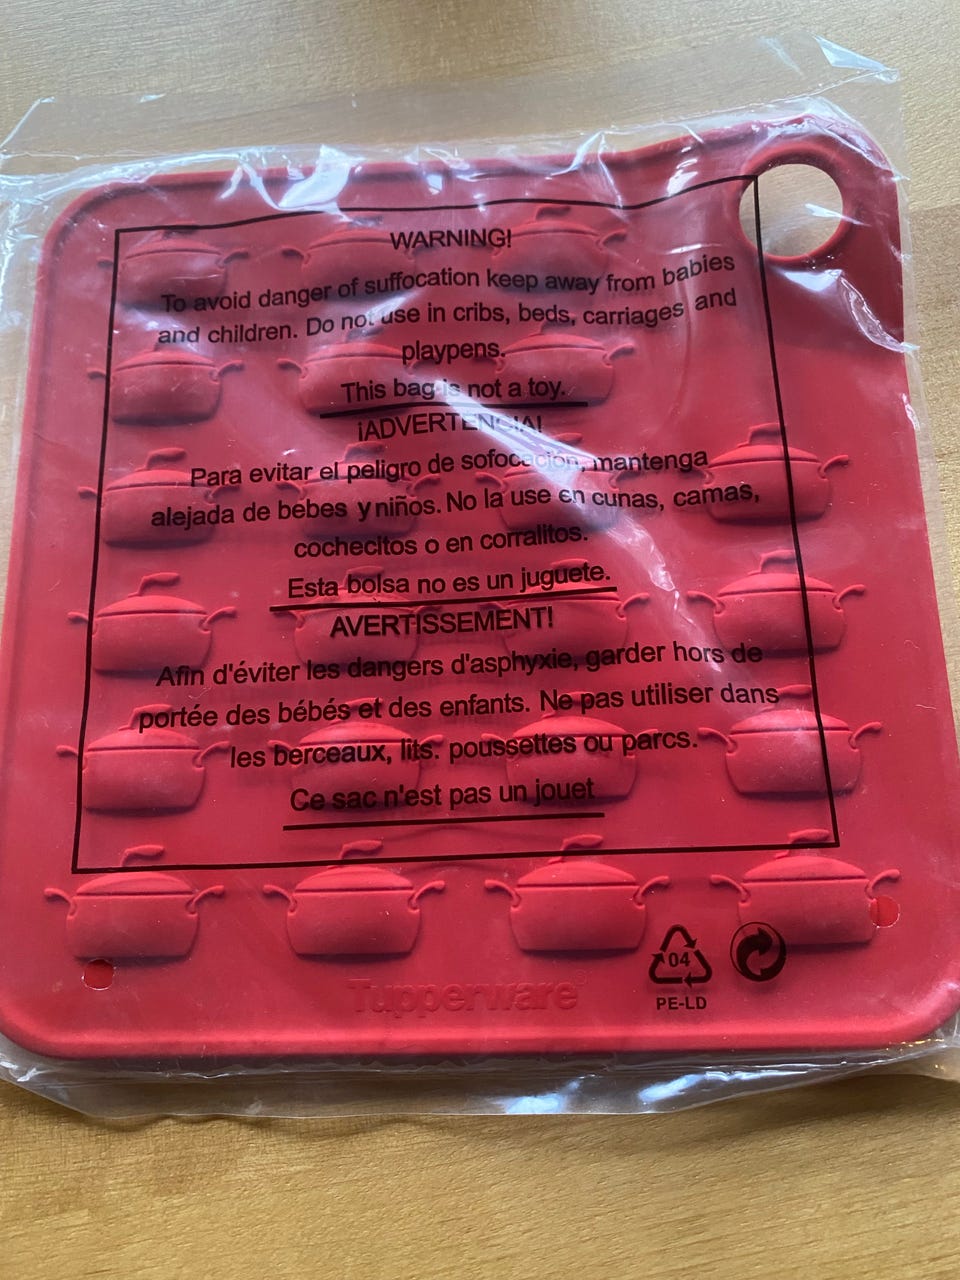 WARNING!
To avoid danger of suffocation keep away from babies
and children. Do not use in cribs, beds, carriages and
playpens.
This bag is not a toy.
¡ADVERTENCIA!
Para evitar el peligro de sofocación, mantenga
alejada de bebes y niños. No la use en cunas, camas,
cochecitos o en corralitos.
Esta bolsa no es un juguete.
AVERTISSEMENT!
Afin d'éviter les dangers d'asphyxie, garder hors de
portée des bébés et des enfants. Ne pas utiliser dans
les berceaux, lits. poussettes ou parcs.
Ce sac n'est pas un jouet
04
PE-LD
Tupperware